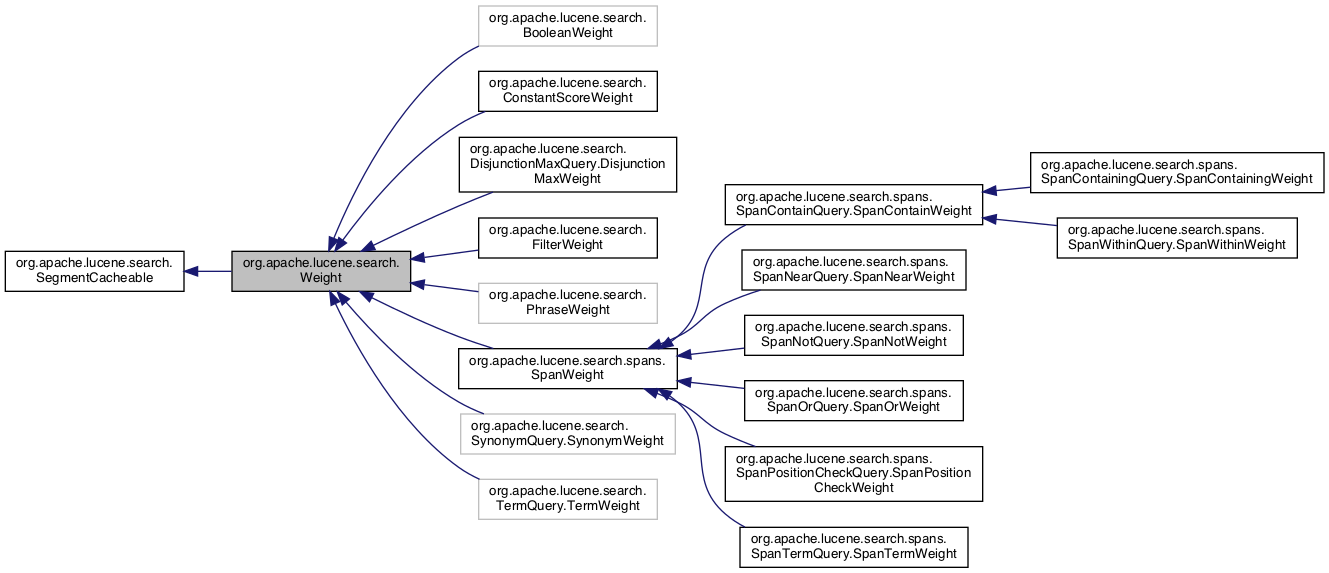 org.apache.lucene.search.
SegmentCacheable
org.apache.lucene.search.
Weight
org.apache.lucene.search.
BooleanWeight
org.apache.lucene.search.
ConstantScoreWeight
org.apache.lucene.search.
DisjunctionMaxQuery.Disjunction
MaxWeight
org.apache.lucene.search.
FilterWeight
org.apache.lucene.search.
PhraseWeight
org.apache.lucene.search.spans.
SpanWeight
org.apache.lucene.search.
SynonymQuery.SynonymWeight
org.apache.lucene.search.
TermQuery.TermWeight
org.apache.lucene.search.spans.
SpanContainQuery.SpanContainWeight
org.apache.lucene.search.spans.
SpanNearQuery.SpanNearWeight
org.apache.lucene.search.spans.
SpanNotQuery.SpanNotWeight
org.apache.lucene.search.spans.
SpanOrQuery.SpanOrWeight
org.apache.lucene.search.spans.
SpanPositionCheckQuery.SpanPosition
CheckWeight
org.apache.lucene.search.spans.
SpanTermQuery.SpanTermWeight
org.apache.lucene.search.spans.
SpanContainingQuery.SpanContainingWeight
org.apache.lucene.search.spans.
SpanWithinQuery.SpanWithinWeight